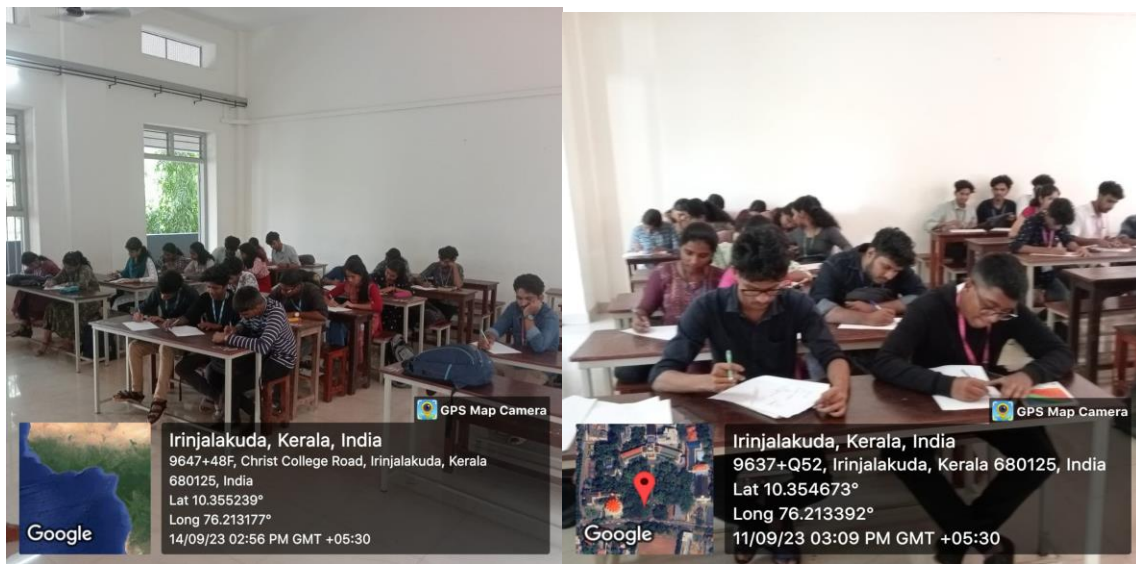 GPS Map Camera
Irinjalakuda, Kerala, India
9647+48F, Christ College Road, Irinjalakuda, Kerala
680125, India
Lat 10.355239°
Long 76.213177°
14/09/23 02:56 PM GMT +05:30
Google
GPS Map Camera
Irinjalakuda, Kerala, India
9637+Q52, Irinjalakuda, Kerala 680125, India
Lat 10.354673°
Long 76.213392°
11/09/23 03:09 PM GMT +05:30
Google